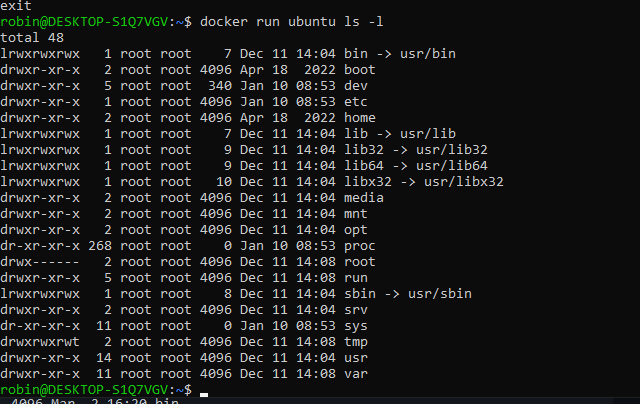 exit
robin@DESKTOP-S1Q7VGV:~$ docker run ubuntu ls -l
total 48
lrwxrwxrwx   1 root root    7 Dec 11 14:04 bin -> usr/bin
drwxr-xr-x   2 root root 4096 Apr 18  2022 boot
drwxr-xr-x   5 root root  340 Jan 10 08:53 dev
drwxr-xr-x   1 root root 4096 Jan 10 08:53 etc
drwxr-xr-x   2 root root 4096 Apr 18  2022 home
lrwxrwxrwx   1 root root    7 Dec 11 14:04 lib -> usr/lib
lrwxrwxrwx   1 root root    9 Dec 11 14:04 lib32 -> usr/lib32
lrwxrwxrwx   1 root root    9 Dec 11 14:04 lib64 -> usr/lib64
lrwxrwxrwx   1 root root   10 Dec 11 14:04 libx32 -> usr/libx32
drwxr-xr-x   2 root root 4096 Dec 11 14:04 media
drwxr-xr-x   2 root root 4096 Dec 11 14:04 mnt
drwxr-xr-x   2 root root 4096 Dec 11 14:04 opt
dr-xr-xr-x 268 root root    0 Jan 10 08:53 proc
drwx------   2 root root 4096 Dec 11 14:08 root
drwxr-xr-x   5 root root 4096 Dec 11 14:08 run
lrwxrwxrwx   1 root root    8 Dec 11 14:04 sbin -> usr/sbin
drwxr-xr-x   2 root root 4096 Dec 11 14:04 srv
dr-xr-xr-x  11 root root    0 Jan 10 08:53 sys
drwxrwxrwt   2 root root 4096 Dec 11 14:08 tmp
drwxr-xr-x  14 root root 4096 Dec 11 14:04 usr
drwxr-xr-x  11 root root 4096 Dec 11 14:08 var
robin@DESKTOP-S1Q7VGV:~$
4096 Man  2 16:20 bin